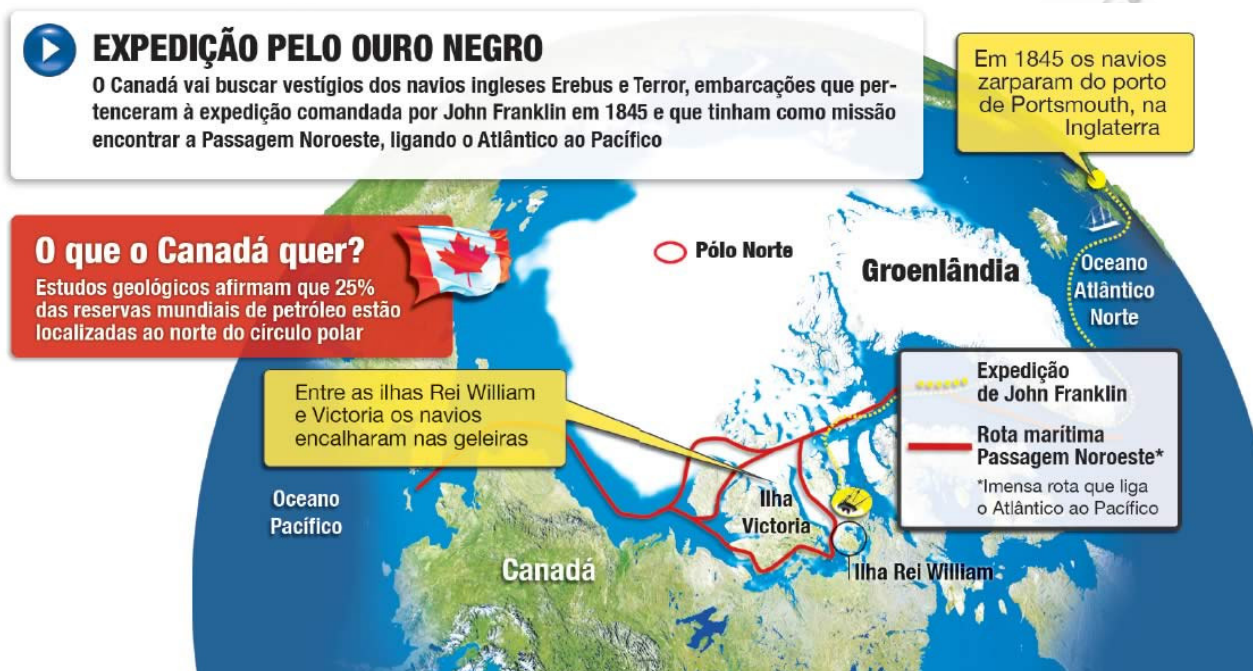 EXPEDIÇÃO PELO OURO NEGRO
O Canadá vai buscar vestígios dos navios ingleses Erebus e Terror, embarcações que per-
tenceram à expedição comandada por John Franklin em 1845 e que tinham como missão
encontrar a Passagem Noroeste, ligando o Atlântico ao Pacífico
Em 1845 os navios
zarparam do porto
de Portsmouth, na
Inglaterra
O que o Canadá quer?
Estudos geológicos afirmam que 25%
das reservas mundiais de petróleo estão
localizadas ao norte do círculo polar
Pólo Norte
Groenlândia
Oceano
Atlântico
Norte
Entre as ilhas Rei William
e Victoria os navios
encalharam nas geleiras
Expedição
de John Franklin
Rota marítima
Passagem Noroeste*
*Imensa rota que liga
o Atlântico ao Pacífico
Oceano
Pacífico
Ilha
Victoria
Canadá
Ilha Rei William